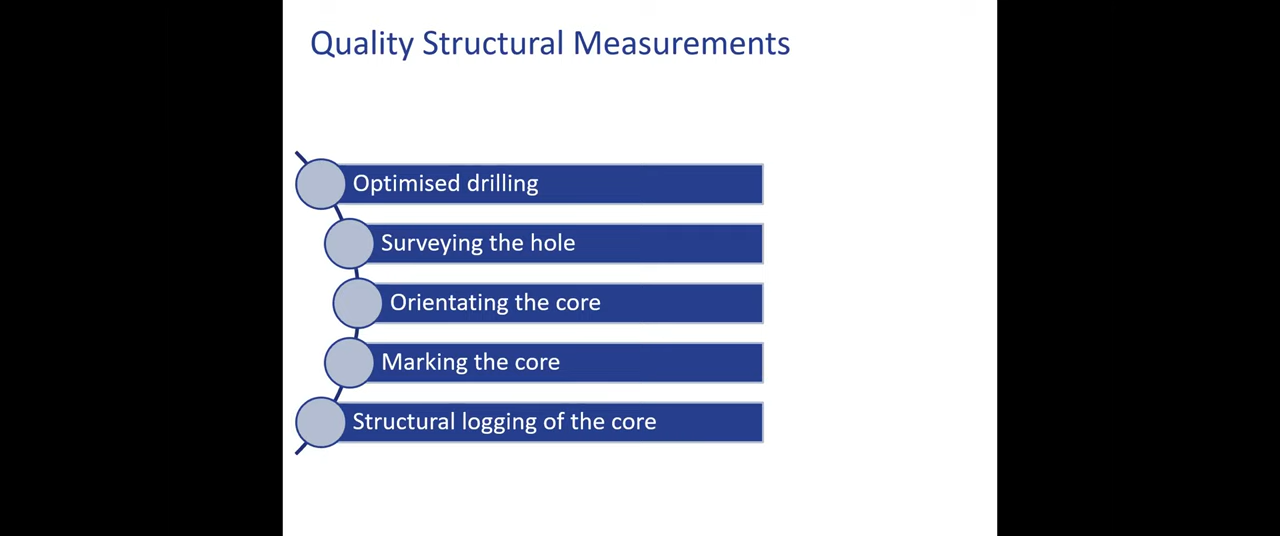 Quality Structural Measurements
Optimised drilling
Surveying the hole
Orientating the core
Marking the core
Structural logging of the core